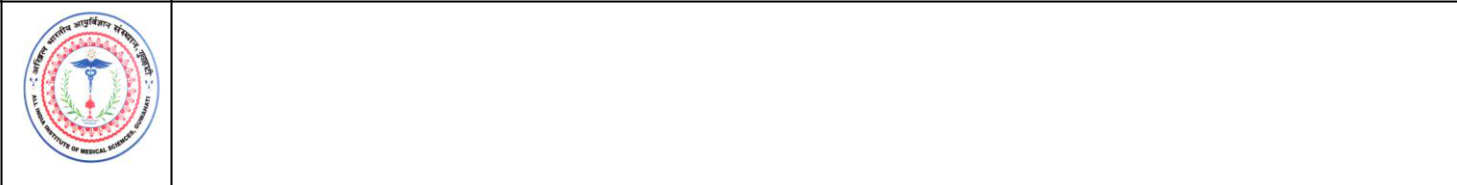 अखिल भारतीय आयुर्विज्ञान संस्थान, गुवाहाटी
ALL INDIA INSTITUTE OF MEDICAL SCIENCES, GUWAHATI